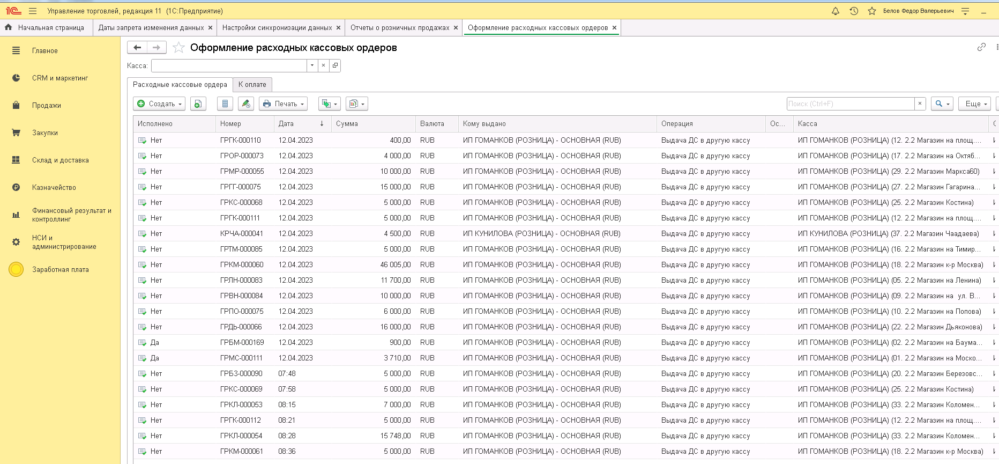 1С Управление торговлей, редакция 11 (1С:Предприятие) Белов Федор Валерьевич
Начальная страница Даты запрета изменения данных × Настройки синхронизации данных × Отчеты о розничных продажах × Оформление расходных кассовых ордеров ×
Главное
CRM и маркетинг
Продажи
Закупки
Склад и доставка
Казначейство
Финансовый результат и
контроллинг
НСИ и
администрирование
Заработная плата
Оформление расходных кассовых ордеров
Касса:
Расходные кассовые ордера К оплате
Создать Печать Поиск (Ctrl+F) × Еще
Исполнено Номер Дата ↓ Сумма Валюта Кому выдано Операция Ос... Касса
Нет ГРГК-000110 12.04.2023 400,00 RUB ИП ГОМАНКОВ (РОЗНИЦА) - ОСНОВНАЯ (RUB) Выдача ДС в другую кассу ИП ГОМАНКОВ (РОЗНИЦА) (12. 2.2 Магазин на площ....
Нет ГРОР-000073 12.04.2023 4 000,00 RUB ИП ГОМАНКОВ (РОЗНИЦА) - ОСНОВНАЯ (RUB) Выдача ДС в другую кассу ИП ГОМАНКОВ (РОЗНИЦА) (17. 2.2 Магазин на Октяб...
Нет ГРМР-000055 12.04.2023 10 000,00 RUB ИП ГОМАНКОВ (РОЗНИЦА) - ОСНОВНАЯ (RUB) Выдача ДС в другую кассу ИП ГОМАНКОВ (РОЗНИЦА) (29. 2.2 Магазин Маркса60)
Нет ГРГГ-000075 12.04.2023 15 000,00 RUB ИП ГОМАНКОВ (РОЗНИЦА) - ОСНОВНАЯ (RUB) Выдача ДС в другую кассу ИП ГОМАНКОВ (РОЗНИЦА) (27. 2.2 Магазин Гагарина...
Нет ГРКС-000068 12.04.2023 5 000,00 RUB ИП ГОМАНКОВ (РОЗНИЦА) - ОСНОВНАЯ (RUB) Выдача ДС в другую кассу ИП ГОМАНКОВ (РОЗНИЦА) (25. 2.2 Магазин Костина)
Нет ГРГК-000111 12.04.2023 5 000,00 RUB ИП ГОМАНКОВ (РОЗНИЦА) - ОСНОВНАЯ (RUB) Выдача ДС в другую кассу ИП ГОМАНКОВ (РОЗНИЦА) (12. 2.2 Магазин на площ....
Нет КРЧА-000041 12.04.2023 4 500,00 RUB ИП КУНИЛОВА (РОЗНИЦА) - ОСНОВНАЯ (RUB) Выдача ДС в другую кассу ИП КУНИЛОВА (РОЗНИЦА) (37. 2.2 Магазин Чаадаева)
Нет ГРТМ-000085 12.04.2023 5 000,00 RUB ИП ГОМАНКОВ (РОЗНИЦА) - ОСНОВНАЯ (RUB) Выдача ДС в другую кассу ИП ГОМАНКОВ (РОЗНИЦА) (16. 2.2 Магазин на Тимир...
Нет ГРКМ-000060 12.04.2023 46 005,00 RUB ИП ГОМАНКОВ (РОЗНИЦА) - ОСНОВНАЯ (RUB) Выдача ДС в другую кассу ИП ГОМАНКОВ (РОЗНИЦА) (18. 2.2 Магазин к-р Москва)
Нет ГРЛН-000083 12.04.2023 11 700,00 RUB ИП ГОМАНКОВ (РОЗНИЦА) - ОСНОВНАЯ (RUB) Выдача ДС в другую кассу ИП ГОМАНКОВ (РОЗНИЦА) (05. 2.2 Магазин на Ленина)
Нет ГРВН-000084 12.04.2023 10 000,00 RUB ИП ГОМАНКОВ (РОЗНИЦА) - ОСНОВНАЯ (RUB) Выдача ДС в другую кассу ИП ГОМАНКОВ (РОЗНИЦА) (09. 2.2 Магазин на ул. В...
Нет ГРПО-000075 12.04.2023 6 000,00 RUB ИП ГОМАНКОВ (РОЗНИЦА) - ОСНОВНАЯ (RUB) Выдача ДС в другую кассу ИП ГОМАНКОВ (РОЗНИЦА) (10. 2.2 Магазин на Попова)
Нет ГРДЬ-000066 12.04.2023 16 000,00 RUB ИП ГОМАНКОВ (РОЗНИЦА) - ОСНОВНАЯ (RUB) Выдача ДС в другую кассу ИП ГОМАНКОВ (РОЗНИЦА) (22. 2.2 Магазин Дьяконова)
Да ГРБМ-000169 12.04.2023 900,00 RUB ИП ГОМАНКОВ (РОЗНИЦА) - ОСНОВНАЯ (RUB) Выдача ДС в другую кассу ИП ГОМАНКОВ (РОЗНИЦА) (02. 2.2 Магазин на Баума...
Да ГРМС-000111 12.04.2023 3 710,00 RUB ИП ГОМАНКОВ (РОЗНИЦА) - ОСНОВНАЯ (RUB) Выдача ДС в другую кассу ИП ГОМАНКОВ (РОЗНИЦА) (01. 2.2 Магазин на Моско...
Нет ГРБЗ-000090 07:48 5 000,00 RUB ИП ГОМАНКОВ (РОЗНИЦА) - ОСНОВНАЯ (RUB) Выдача ДС в другую кассу ИП ГОМАНКОВ (РОЗНИЦА) (20. 2.2 Магазин Березовс...
Нет ГРКС-000069 07:58 5 000,00 RUB ИП ГОМАНКОВ (РОЗНИЦА) - ОСНОВНАЯ (RUB) Выдача ДС в другую кассу ИП ГОМАНКОВ (РОЗНИЦА) (25. 2.2 Магазин Костина)
Нет ГРКЛ-000053 08:15 7 000,00 RUB ИП ГОМАНКОВ (РОЗНИЦА) - ОСНОВНАЯ (RUB) Выдача ДС в другую кассу ИП ГОМАНКОВ (РОЗНИЦА) (33. 2.2 Магазин Коломен...
Нет ГРГК-000112 08:21 5 000,00 RUB ИП ГОМАНКОВ (РОЗНИЦА) - ОСНОВНАЯ (RUB) Выдача ДС в другую кассу ИП ГОМАНКОВ (РОЗНИЦА) (12. 2.2 Магазин на площ....
Нет ГРКЛ-000054 08:28 15 748,00 RUB ИП ГОМАНКОВ (РОЗНИЦА) - ОСНОВНАЯ (RUB) Выдача ДС в другую кассу ИП ГОМАНКОВ (РОЗНИЦА) (33. 2.2 Магазин Коломен...
Нет ГРКМ-000061 08:36 5 000,00 RUB ИП ГОМАНКОВ (РОЗНИЦА) - ОСНОВНАЯ (RUB) Выдача ДС в другую кассу ИП ГОМАНКОВ (РОЗНИЦА) (18. 2.2 Магазин к-р Москва)